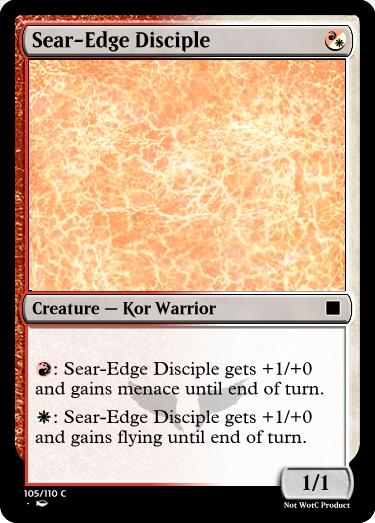 Sear-Edge Disciple
Creature — Kor Warrior
: Sear-Edge Disciple gets +1/+0
and gains menace until end of turn.
: Sear-Edge Disciple gets +1/+0
and gains flying until end of turn.
1/1
105/110 C
Not WotC Product